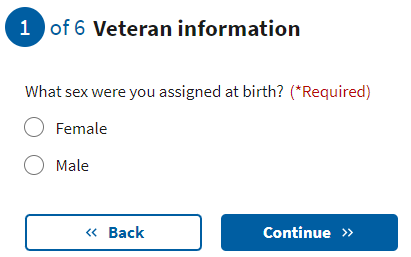 1 of 6 Veteran information
What sex were you assigned at birth? (*Required)
Female
Male
« Back
Continue »